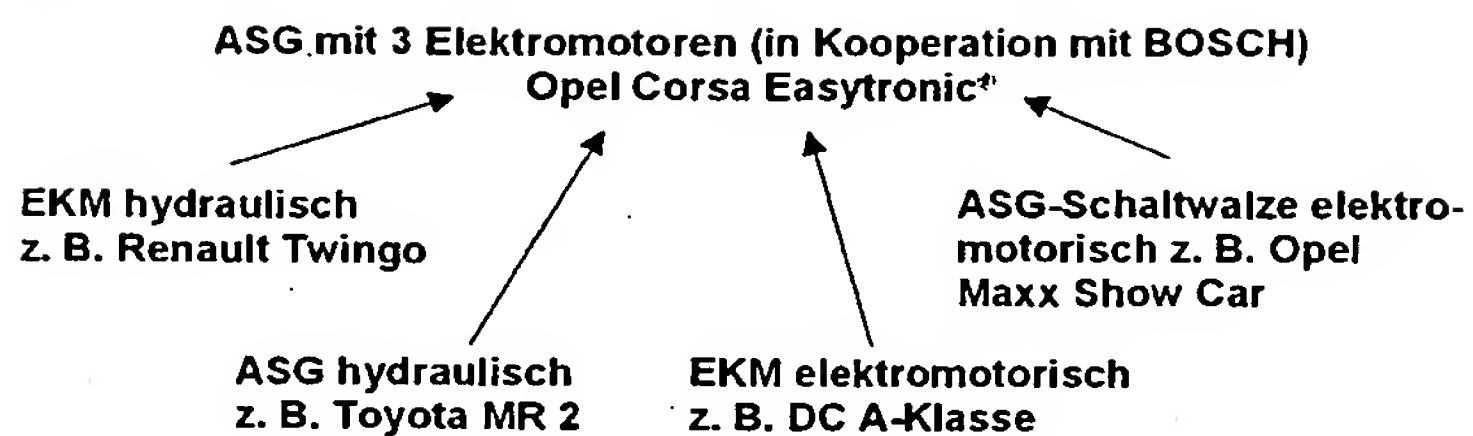 ASG mit 3 Elektromotoren (in Kooperation mit BOSCH)
Opel Corsa Easytronic
EKM hydraulisch
z. B. Renault Twingo
ASG-Schaltwalze elektro-
motorisch z. B. Opel
Maxx Show Car
ASG hydraulisch
z. B. Toyota MR 2
EKM elektromotorisch
z. B. DC A-Klasse